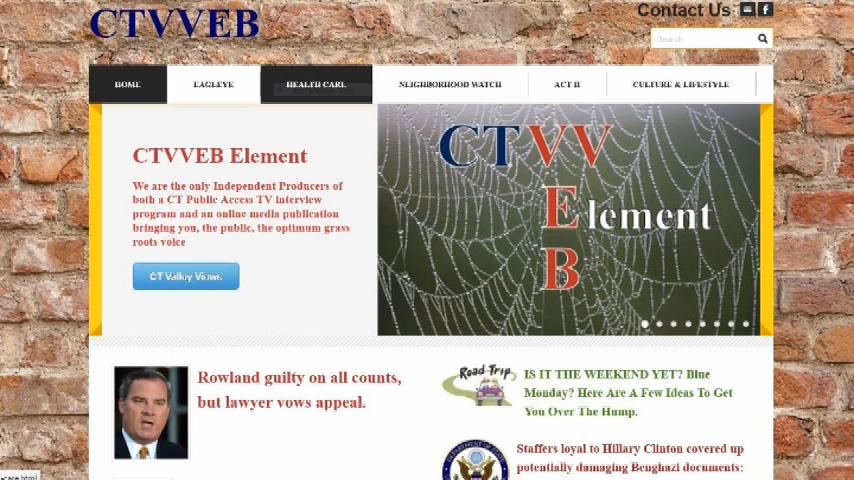 CTVVEB
Contact Us
Search
HOME
EAGLEYE
HEALTH CARE
NEIGHBORHOOD WATCH
ACT II
CULTURE & LIFESTYLE
CTVVEB Element
We are the only Independent Producers of
both a CT Public Access TV interview
program and an online media publication
bringing you, the public, the optimum grass
roots voice
CT Valley Views
CTVV
Element
B
Rowland guilty on all counts,
but lawyer vows appeal.
Road Trip
IS IT THE WEEKEND YET? Blue
Monday? Here Are A Few Ideas To Get
You Over The Hump.
Staffers loyal to Hillary Clinton covered up
potentially damaging Benghazi documents: